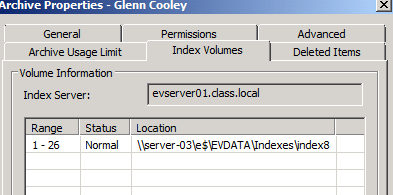 Archive Properties - Glenn Cooley
General Permissions Advanced
Archive Usage Limit Index Volumes Deleted Items
Volume Information
Index Server: evserver01.class.local
Range Status Location
1 - 26 Normal \\server-03\e$\EVDATA\Indexes\index8